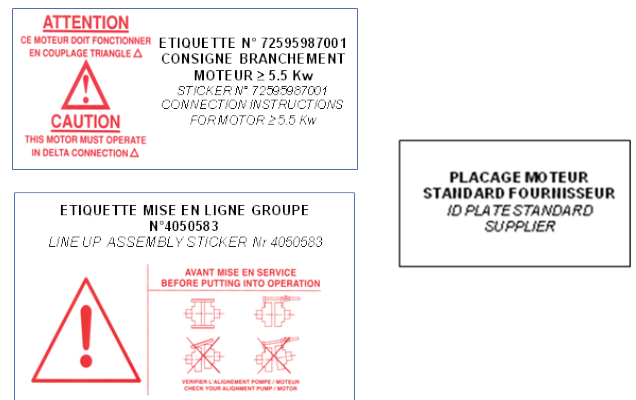 ATTENTION
CE MOTEUR DOIT FONCTIONNER
EN COUPLAGE TRIANGLE Δ
CAUTION
THIS MOTOR MUST OPERATE
IN DELTA CONNECTION Δ
ETIQUETTE N° 72595987001
CONSIGNE BRANCHEMENT
MOTEUR ≥ 5.5 Kw
STICKER N° 72595987001
CONNECTION INSTRUCTIONS
FOR MOTOR ≥ 5.5 Kw
PLACAGE MOTEUR
STANDARD FOURNISSEUR
ID PLATE STANDARD
SUPPLIER
ETIQUETTE MISE EN LIGNE GROUPE
N°4050583
LINE UP ASSEMBLY STICKER Nr 4050583
AVANT MISE EN SERVICE
BEFORE PUTTING INTO OPERATION
VERIFIER L'ALIGNEMENT POMPE / MOTEUR
CHECK YOUR ALIGNMENT PUMP / MOTOR